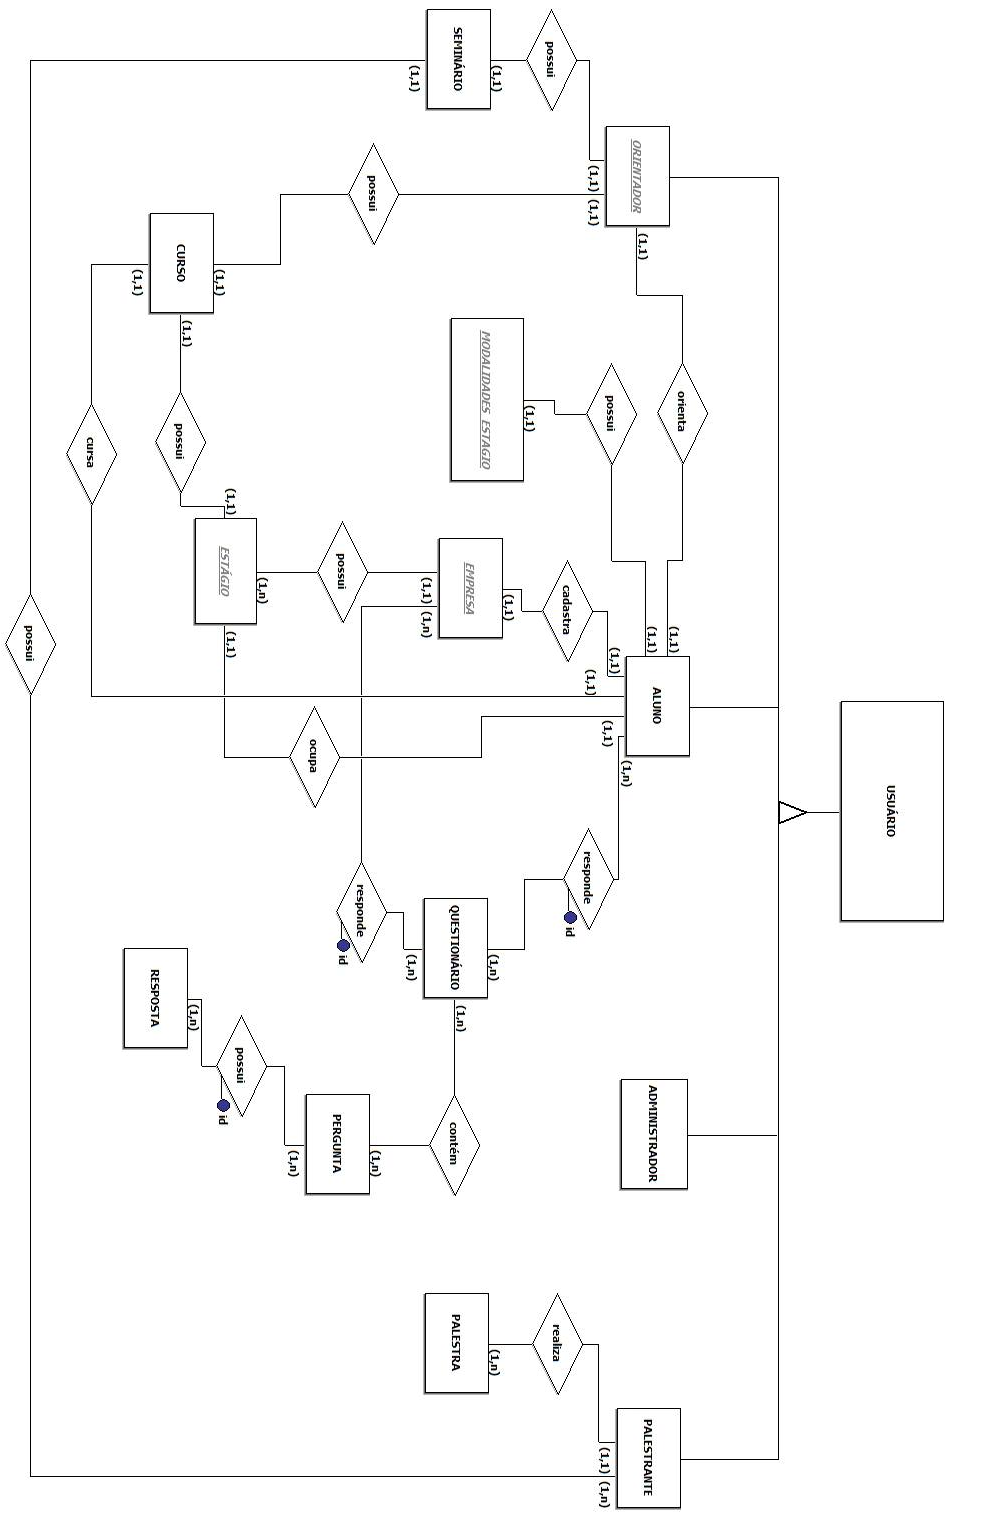 USUÁRIO
orienta
(1,1)
(1,1)
ORIENTADOR
(1,1)
ALUNO
ADMINISTRADOR
PALESTRANTE
(1,1)
(1,n)
(1,1)
possui
(1,1)
(1,1)
(1,1)
(1,1)
(1,1)
(1,n)
responde
id
cadastra
realiza
possui
(1,1)
(1,1)
(1,1)
(1,n)
(1,n)
MODALIDADES ESTAGIO
EMPRESA
SEMINÁRIO
QUESTIONÁRIO
(1,n)
contém
PALESTRA
(1,1)
(1,1)
(1,n)
(1,n)
(1,n)
possui
responde
id
possui
PERGUNTA
ocupa
(1,n)
(1,n)
possui
id
(1,1)
ESTÁGIO
(1,1)
(1,1)
(1,n)
(1,1)
CURSO
possui
RESPOSTA
(1,1)
cursa
possui